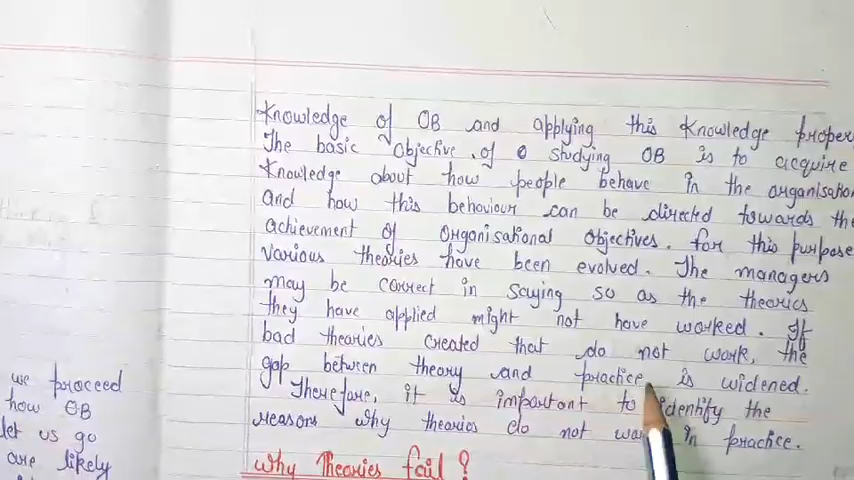 Knowledge of OB and applying this knowledge proper
The basic objective of studying OB is to acquire
Knowledge about how people behave in the organisation
and how this behaviour can be directed towards the
achievement of organisational objectives. for this purpose
various theories have been evolved. The managers
may be correct in saying so as the theories
they have applied might not have worked. If
bad theories created that do not work, the
gap between theory and practice is widened.
Therefore, it is important to identify the
reasons why theories do not in practice.
Why Theories fail?
we proceed
how OB
let us go
are likely